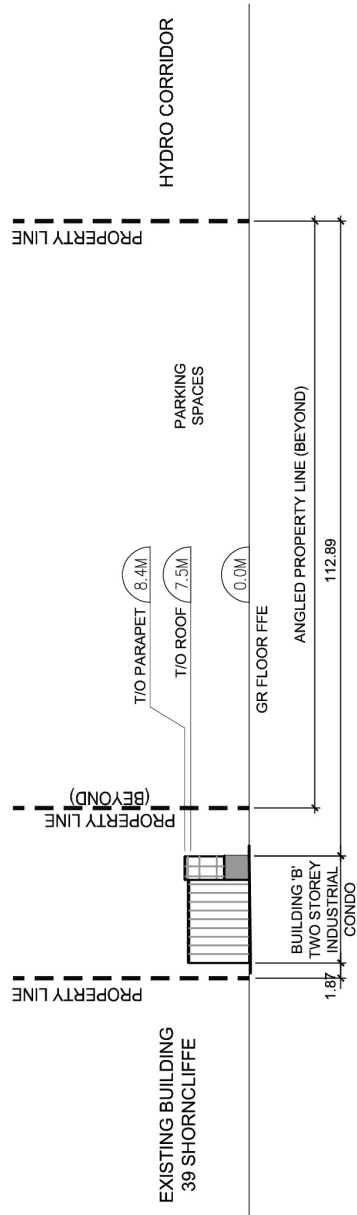 EXISTING BUILDING
39 SHORNCLIFFE
PROPERTY LINE
1.87
BUILDING 'B'
TWO STOREY
INDUSTRIAL
CONDO
PROPERTY LINE
(BEYOND)
T/O PARAPET
8.4M
T/O ROOF
7.5M
0.0M
GR FLOOR FFE
PARKING
SPACES
ANGLED PROPERTY LINE (BEYOND)
112.89
PROPERTY LINE
HYDRO CORRIDOR